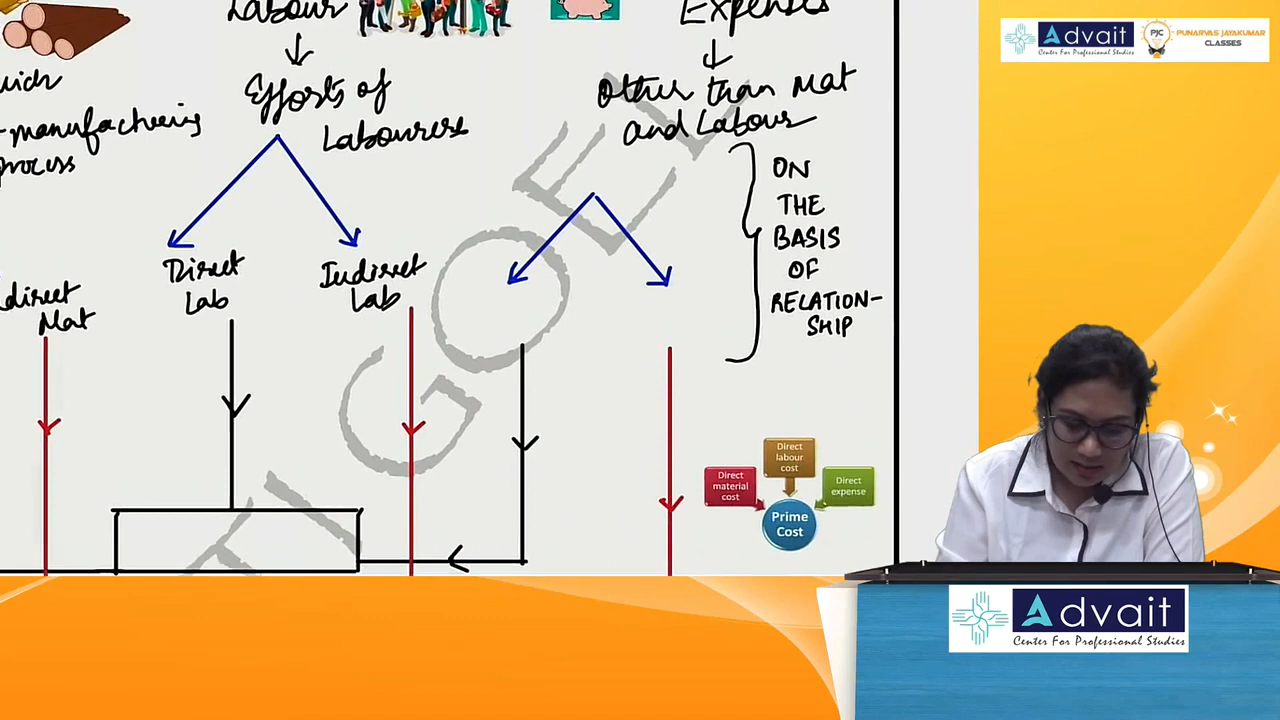 Labour
Expenses
Efforts of
Labourers
Other than Mat
and Labour
manufacturing
process
Direct
Lab
Indirect
Lab
direct
Mat
ON
THE
BASIS
OF
RELATION-
SHIP
Direct
labour
cost
Direct
material
cost
Direct
expense
Prime
Cost
GOEL
Advait
Center For Professional Studies
PJC
PUNARVAS JAYAKUMAR
CLASSES
Advait
Center For Professional Studies